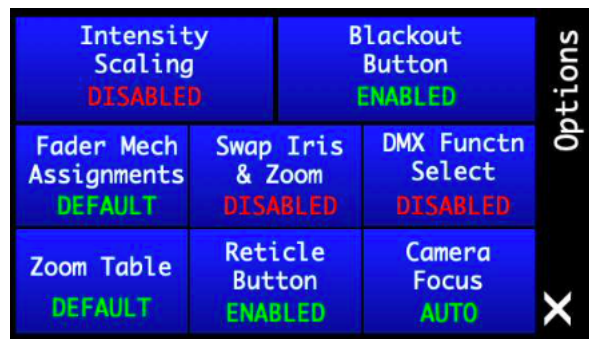 Intensity
Scaling
DISABLED
Blackout
Button
ENABLED
Options
Fader Mech
Assignments
DEFAULT
Swap Iris
& Zoom
DISABLED
DMX Functn
Select
DISABLED
Zoom Table
DEFAULT
Reticle
Button
ENABLED
Camera
Focus
AUTO
X